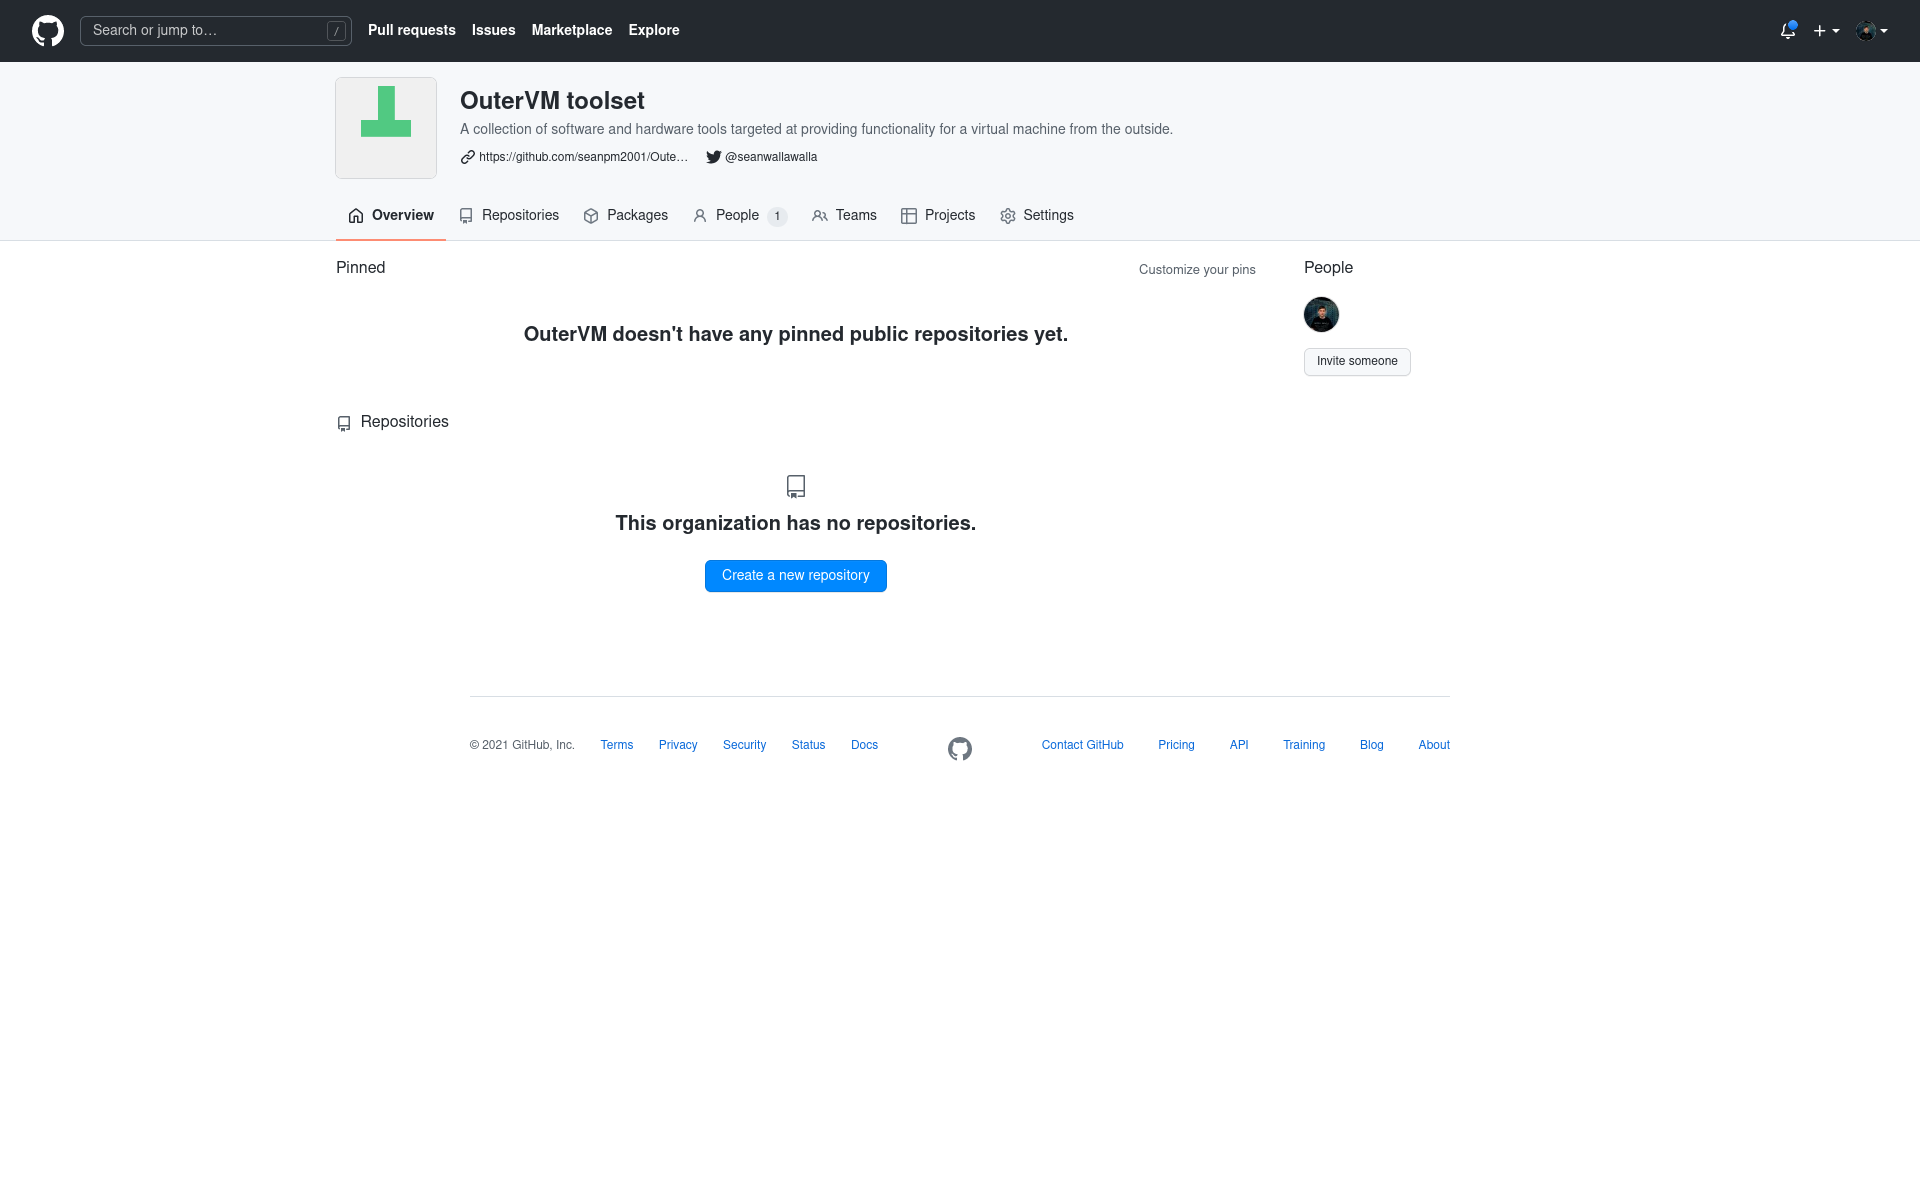 Search or jump to… /
Pull requests Issues Marketplace Explore
OuterVM toolset
A collection of software and hardware tools targeted at providing functionality for a virtual machine from the outside.
https://github.com/seanpm2001/Oute… @seanwallawalla
Overview Repositories Packages People 1 Teams Projects Settings
Pinned
Customize your pins
OuterVM doesn't have any pinned public repositories yet.
People
Invite someone
Repositories
This organization has no repositories.
Create a new repository
© 2021 GitHub, Inc. Terms Privacy Security Status Docs Contact GitHub Pricing API Training Blog About